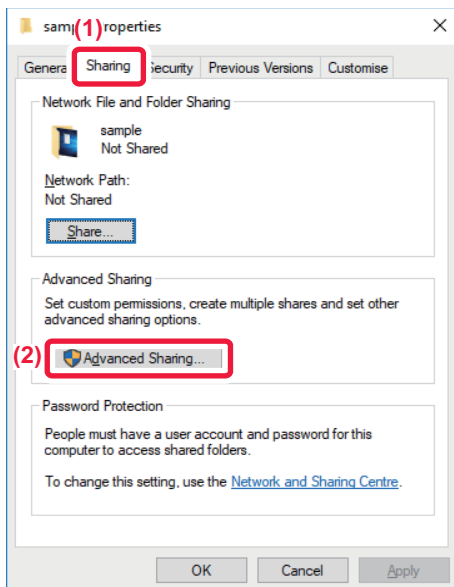 sam (1) roperties
Genera Sharing ecurity Previous Versions Customise
Network File and Folder Sharing
sample
Not Shared
Network Path:
Not Shared
Share...
Advanced Sharing
Set custom permissions, create multiple shares and set other
advanced sharing options.
(2) Advanced Sharing...
Password Protection
People must have a user account and password for this
computer to access shared folders.
To change this setting, use the Network and Sharing Centre.
OK Cancel Apply